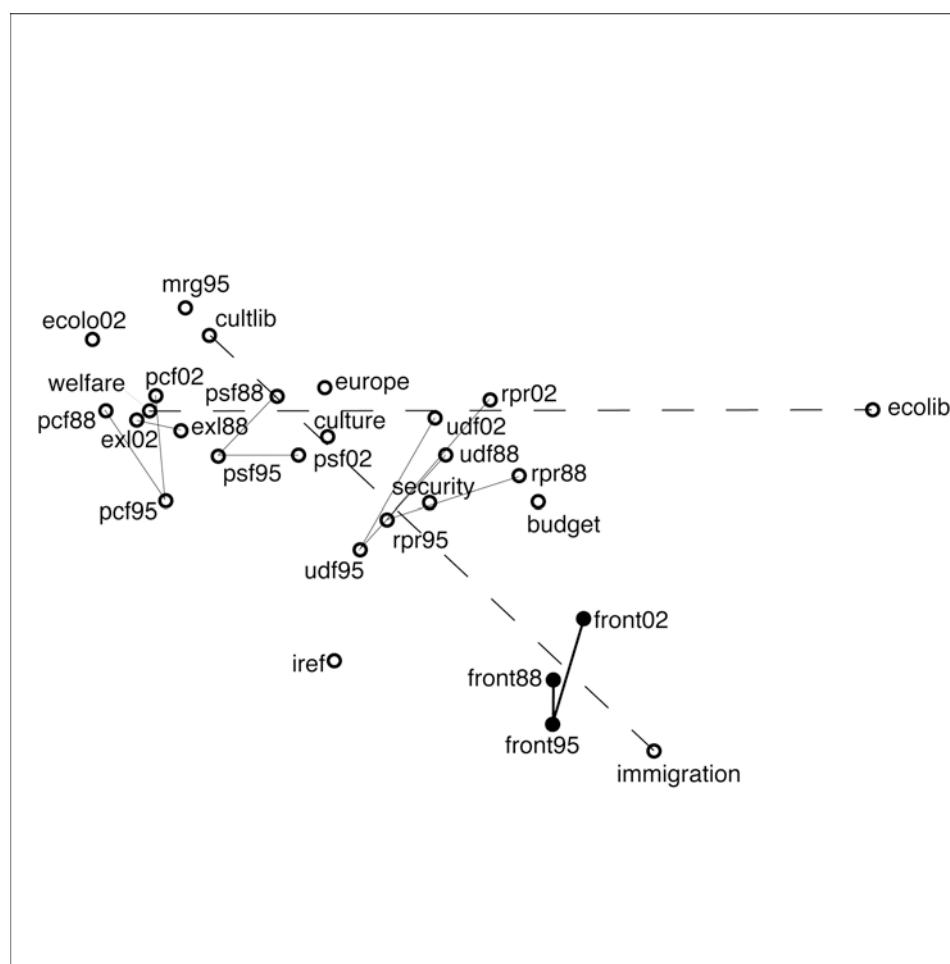 mrg95
ecolo02
cultlib
welfare
pcf02
psf88
europe
rpr02
ecolib
pcf88
exl02
exl88
culture
udf02
psf95
psf02
udf88
security
rpr88
pcf95
budget
rpr95
udf95
front02
iref
front88
front95
immigration